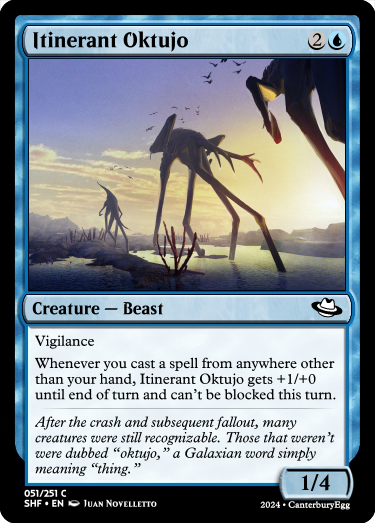 Itinerant Oktujo 2
Creature — Beast
Vigilance
Whenever you cast a spell from anywhere other
than your hand, Itinerant Oktujo gets +1/+0
until end of turn and can't be blocked this turn.
After the crash and subsequent fallout, many
creatures were still recognizable. Those that weren't
were dubbed “oktujo,” a Galaxian word simply
meaning “thing.”
1/4
051/251 C
SHF • EN Juan Novelletto
2024 • CanterburyEgg